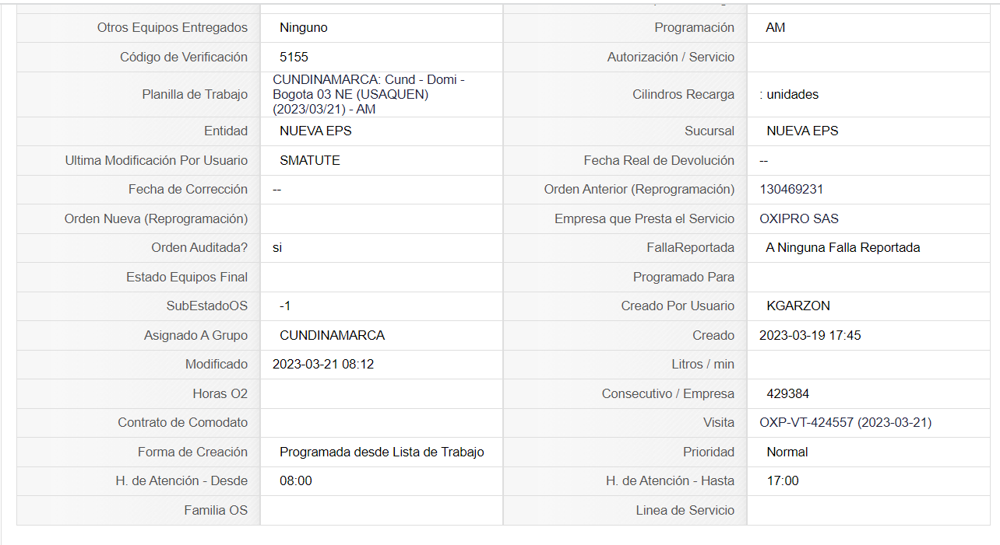 Otros Equipos Entregados Ninguno Programación AM
Código de Verificación 5155 Autorización / Servicio
Planilla de Trabajo CUNDINAMARCA: Cund - Domi -
Bogota 03 NE (USAQUEN)
(2023/03/21) - AM Cilindros Recarga : unidades
Entidad NUEVA EPS Sucursal NUEVA EPS
Ultima Modificación Por Usuario SMATUTE Fecha Real de Devolución --
Fecha de Corrección -- Orden Anterior (Reprogramación) 130469231
Orden Nueva (Reprogramación) Empresa que Presta el Servicio OXIPRO SAS
Orden Auditada? si FallaReportada A Ninguna Falla Reportada
Estado Equipos Final Programado Para
SubEstadoOS -1 Creado Por Usuario KGARZON
Asignado A Grupo CUNDINAMARCA Creado 2023-03-19 17:45
Modificado 2023-03-21 08:12 Litros / min
Horas O2 Consecutivo / Empresa 429384
Contrato de Comodato Visita OXP-VT-424557 (2023-03-21)
Forma de Creación Programada desde Lista de Trabajo Prioridad Normal
H. de Atención - Desde 08:00 H. de Atención - Hasta 17:00
Familia OS Linea de Servicio